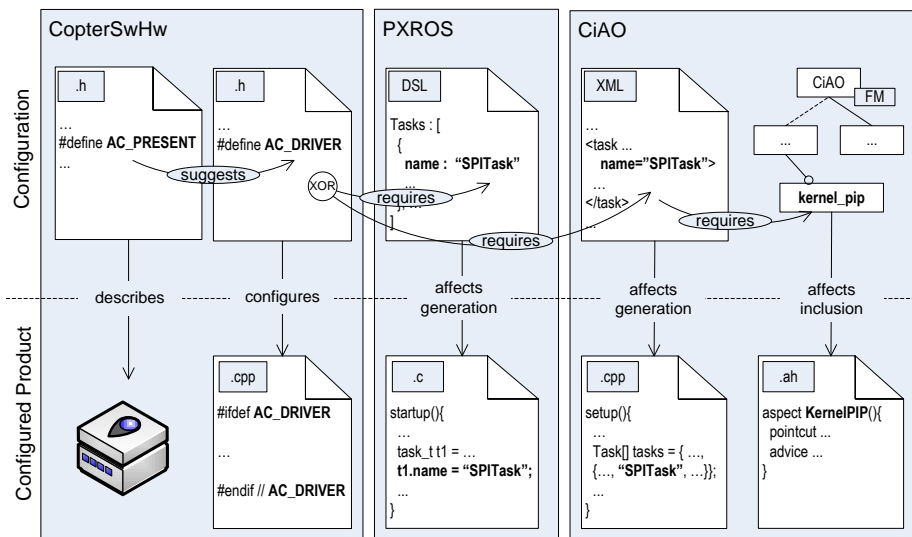 CopterSwHw
PXROS
CiAO
Configuration
.h
…
#define AC_PRESENT
...
.h
...
#define AC_DRIVER
suggests
XOR
DSL
Tasks : [
{
name : “SPITask”
...
}, …
]
requires
requires
XML
...
<task ...
name=”SPITask”>
…
</task>
...
requires
CiAO
FM
...
...
kernel_pip
describes
configures
affects
generation
affects
generation
affects
inclusion
Configured Product
.cpp
#ifdef AC_DRIVER
...
#endif // AC_DRIVER
.c
startup(){
…
task_t t1 = …
t1.name = “SPITask”;
...
}
.cpp
setup(){
…
Task[] tasks = { …,
{…, “SPITask”, …}};
...
}
.ah
aspect KernelPIP(){
pointcut ...
advice ...
}